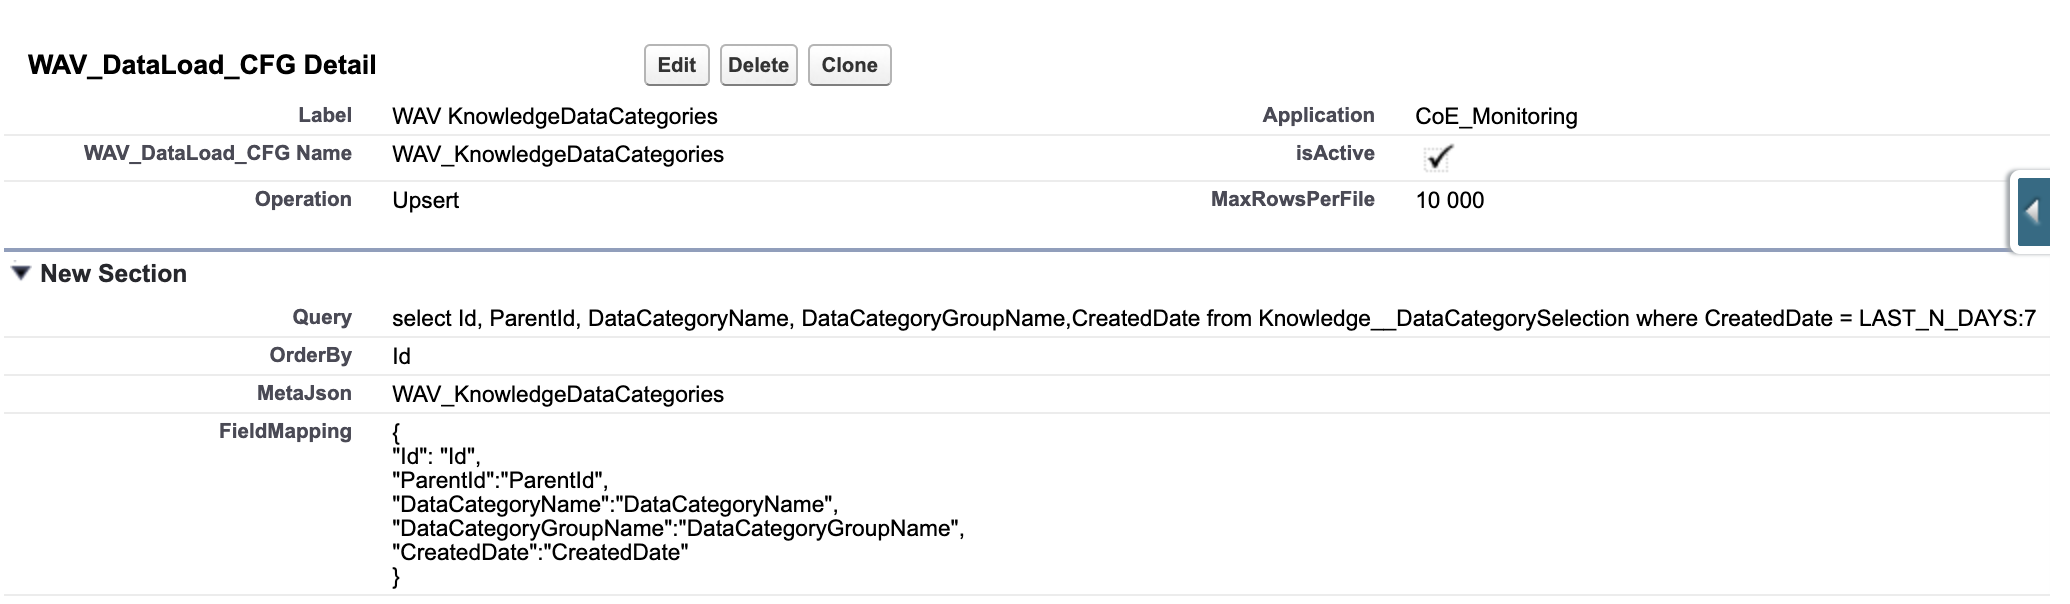 WAV_DataLoad_CFG Detail
Edit Delete Clone
Label WAV KnowledgeDataCategories Application CoE_Monitoring
WAV_DataLoad_CFG Name WAV_KnowledgeDataCategories isActive
Operation Upsert MaxRowsPerFile 10 000
New Section
Query select Id, ParentId, DataCategoryName, DataCategoryGroupName,CreatedDate from Knowledge__DataCategorySelection where CreatedDate = LAST_N_DAYS:7
OrderBy Id
MetaJson WAV_KnowledgeDataCategories
FieldMapping {
"Id": "Id",
"ParentId":"ParentId",
"DataCategoryName":"DataCategoryName",
"DataCategoryGroupName":"DataCategoryGroupName",
"CreatedDate":"CreatedDate"
}